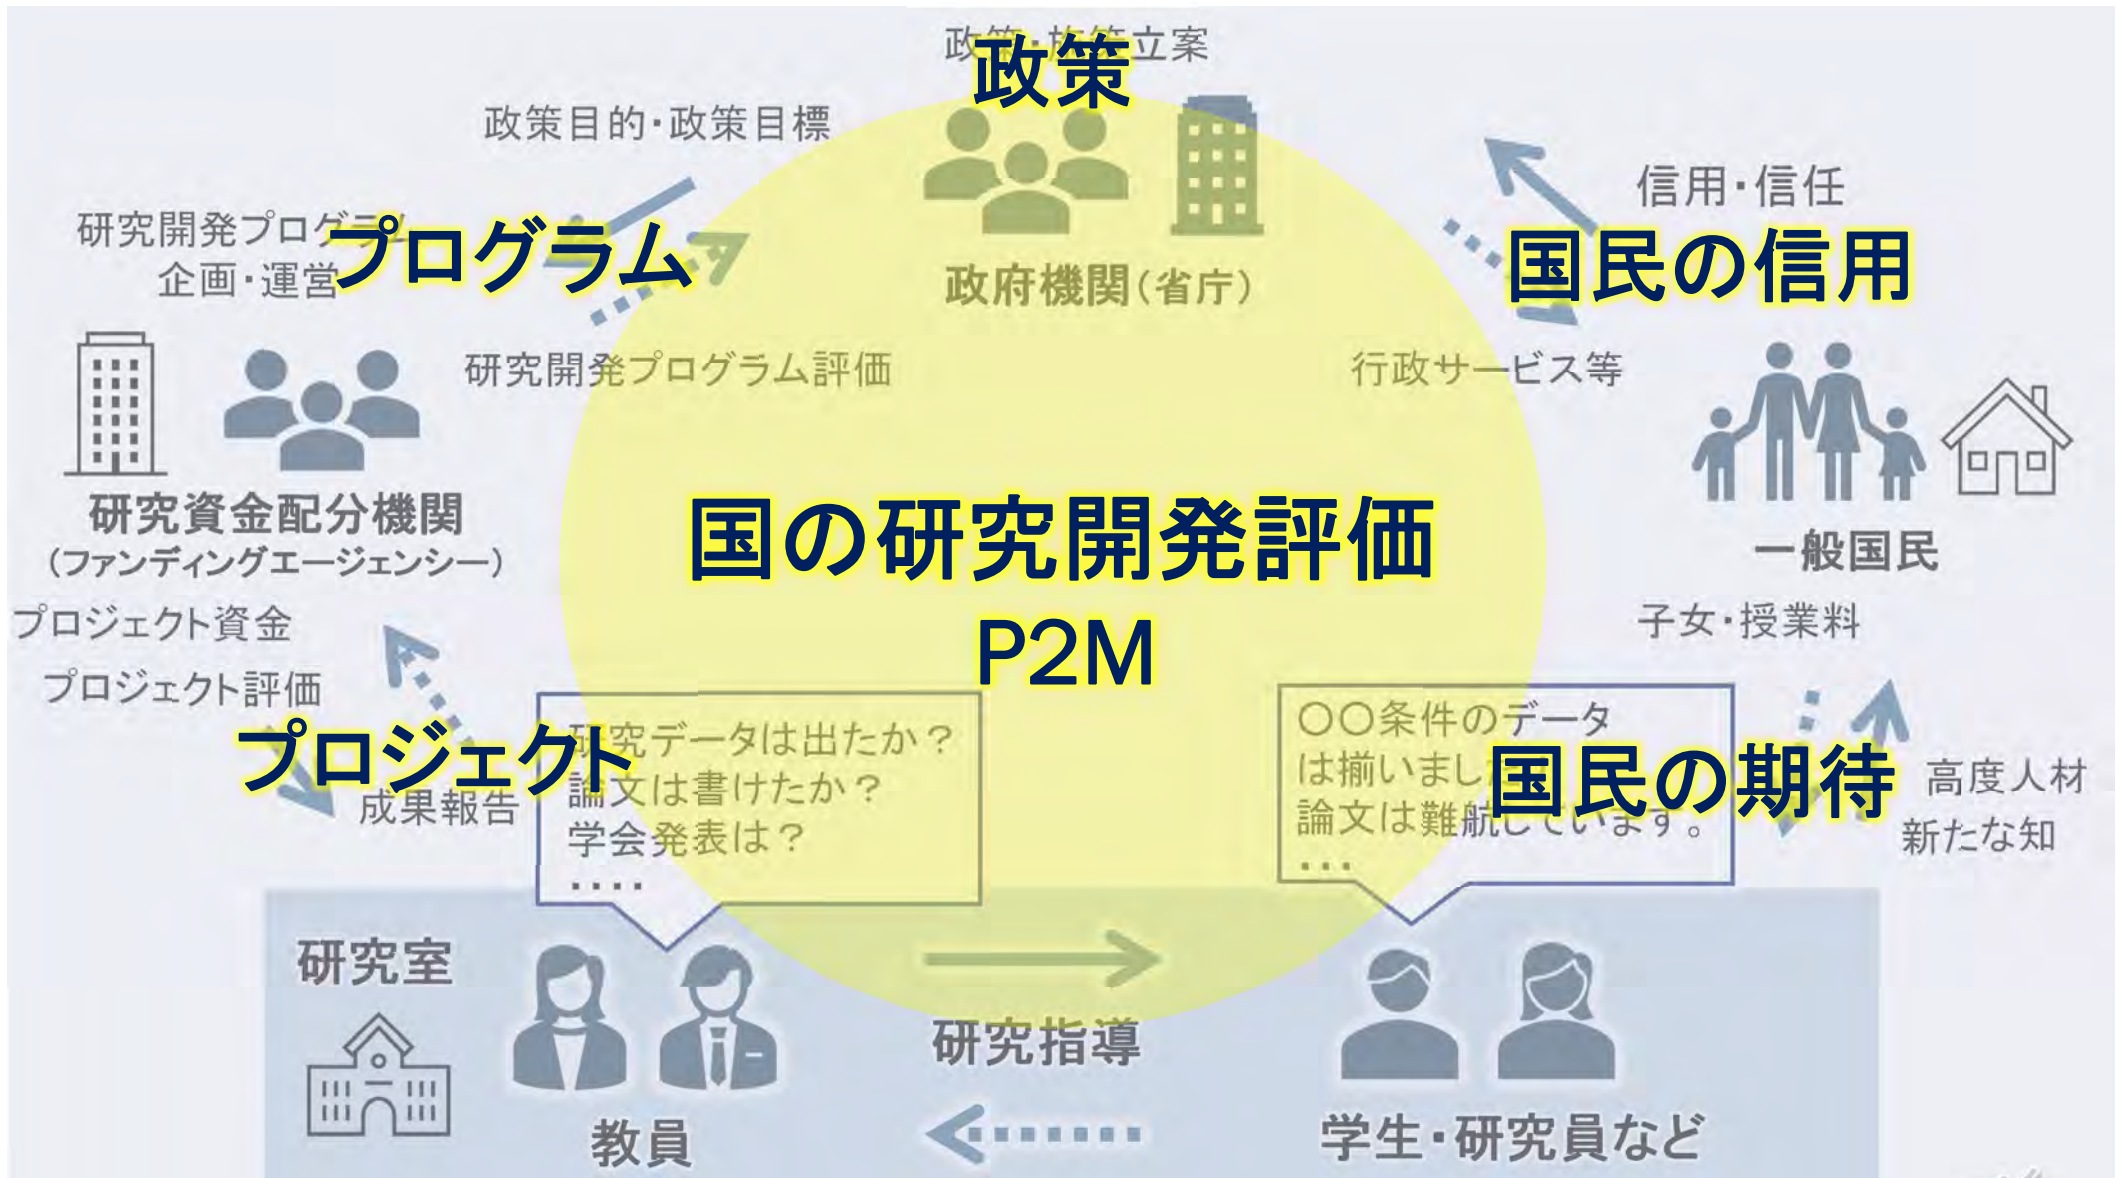 政策・施策立案
政策
政策目的・政策目標
信用・信任
研究開発プログラム
企画・運営
プログラム
国民の信用
政府機関（省庁）
研究開発プログラム評価
行政サービス等
研究資金配分機関
（ファンディングエージェンシー）
国の研究開発評価
P2M
一般国民
プロジェクト資金
プロジェクト評価
子女・授業料
プロジェクト
成果報告
研究データは出たか？
論文は書けたか？
学会発表は？
‥‥
〇〇条件のデータ
は揃いまし
論文は難航しています。
…
国民の期待
高度人材
新たな知
研究室
研究指導
教員
学生・研究員など